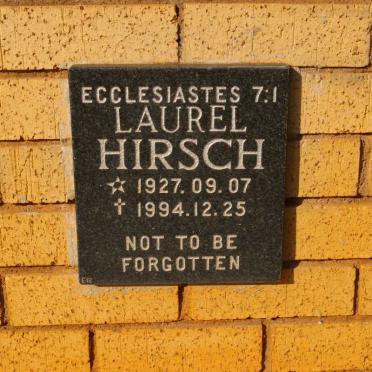 ECCLESIASTES 7:1
LAUREL
HIRSCH
☆ 1927.09.07
† 1994.12.25
NOT TO BE
FORGOTTEN